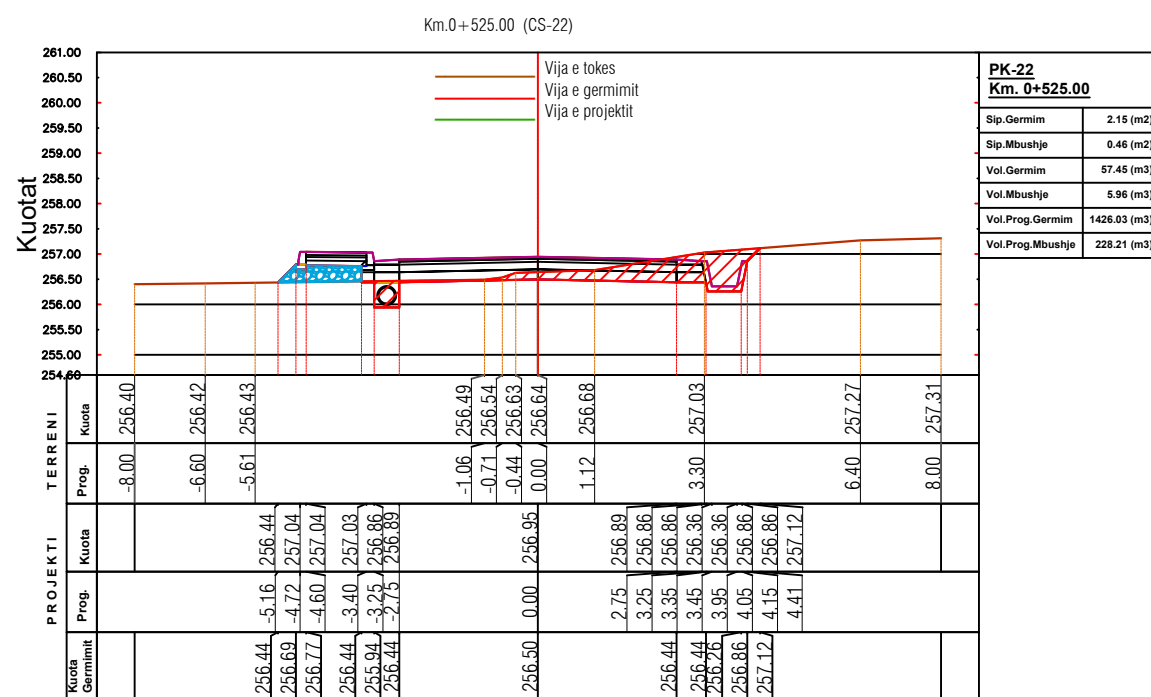 Km.0+525.00 (CS-22)
Vija e tokes
Vija e germimit
Vija e projektit
Kuotat
261.00
260.50
260.00
259.50
259.00
258.50
258.00
257.50
257.00
256.50
256.00
255.50
255.00
254.60
PK-22
Km. 0+525.00
Sip.Germim 2.15 (m2)
Sip.Mbushje 0.46 (m2)
Vol.Germim 57.45 (m3)
Vol.Mbushje 5.96 (m3)
Vol.Prog.Germim 1426.03 (m3)
Vol.Prog.Mbushje 228.21 (m3)
TERRENI
Kuota 256.40 256.42 256.43 256.49 256.54 256.63 256.64 256.68 257.03 257.27 257.31
Prog. -8.00 -6.60 -5.61 -1.06 -0.71 -0.44 0.00 1.12 3.30 6.40 8.00
PROJEKTI
Kuota 256.44 257.04 257.04 257.03 256.86 256.89 256.95 256.89 256.86 256.86 256.36 256.36 256.86 256.86 257.12
Prog. -5.16 -4.72 -4.60 -3.40 -3.25 -2.75 0.00 2.75 3.25 3.35 3.45 3.95 4.05 4.15 4.41
Kuota Germimit 256.44 256.69 256.77 256.44 255.94 256.44 256.50 256.44 256.44 256.26 256.86 257.12